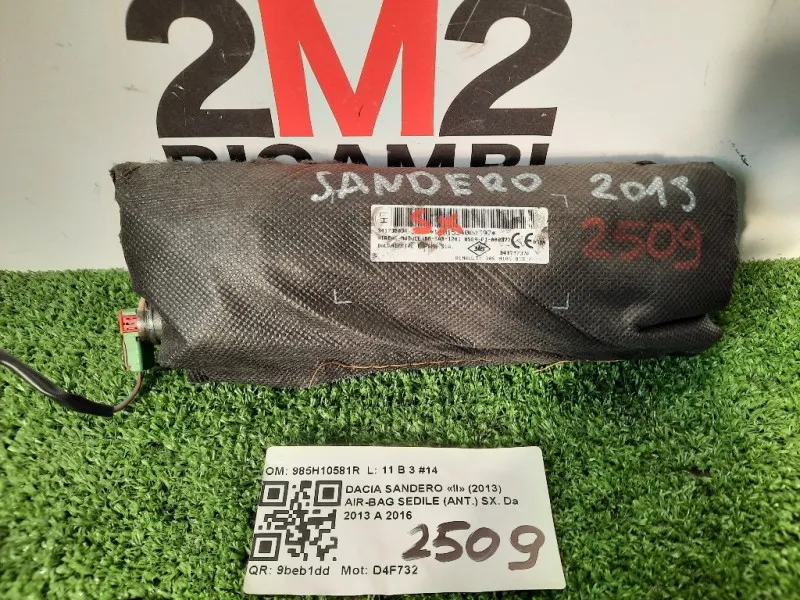 2M2
RICAMBI
SANDERO 2013
SX
2509
OM: 985H10581R L: 11 B 3 #14
DACIA SANDERO «II» (2013)
AIR-BAG SEDILE (ANT.) SX. Da
2013 A 2016
2509
QR: 9beb1dd Mot: D4F732